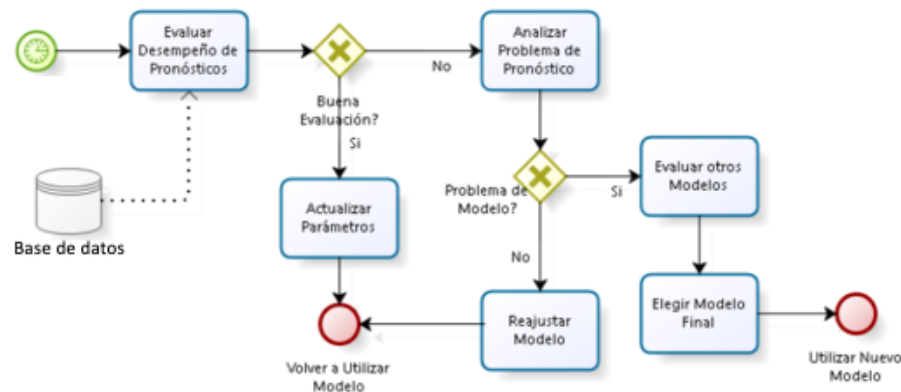 Evaluar
Desempeño de
Pronósticos
No
Analizar
Problema de
Pronóstico
Buena
Evaluación?
Si
Base de datos
Actualizar
Parámetros
Problema de
Modelo?
Si
Evaluar otros
Modelos
No
Volver a Utilizar
Modelo
Reajustar
Modelo
Elegir Modelo
Final
Utilizar Nuevo
Modelo